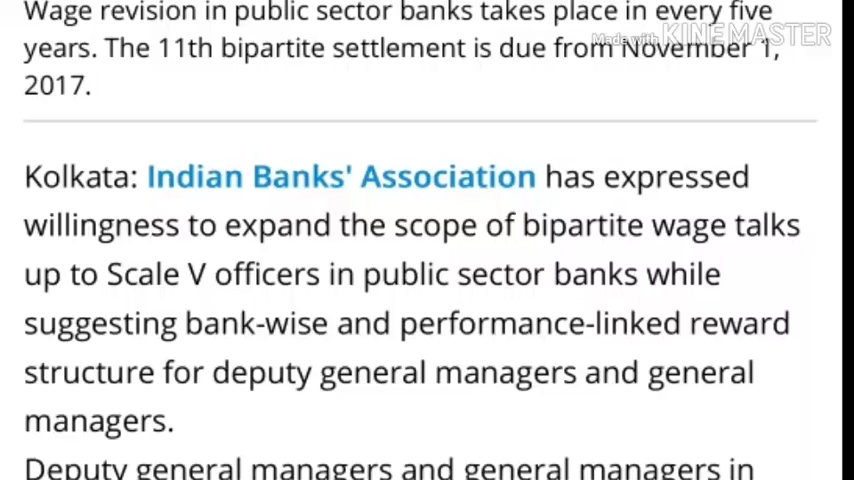 Wage revision in public sector banks takes place in every five
years. The 11th bipartite settlement is due from November 1,
2017.
Made with KINEMASTER
Kolkata: Indian Banks' Association has expressed
willingness to expand the scope of bipartite wage talks
up to Scale V officers in public sector banks while
suggesting bank-wise and performance-linked reward
structure for deputy general managers and general
managers.
Deputy general managers and general managers in